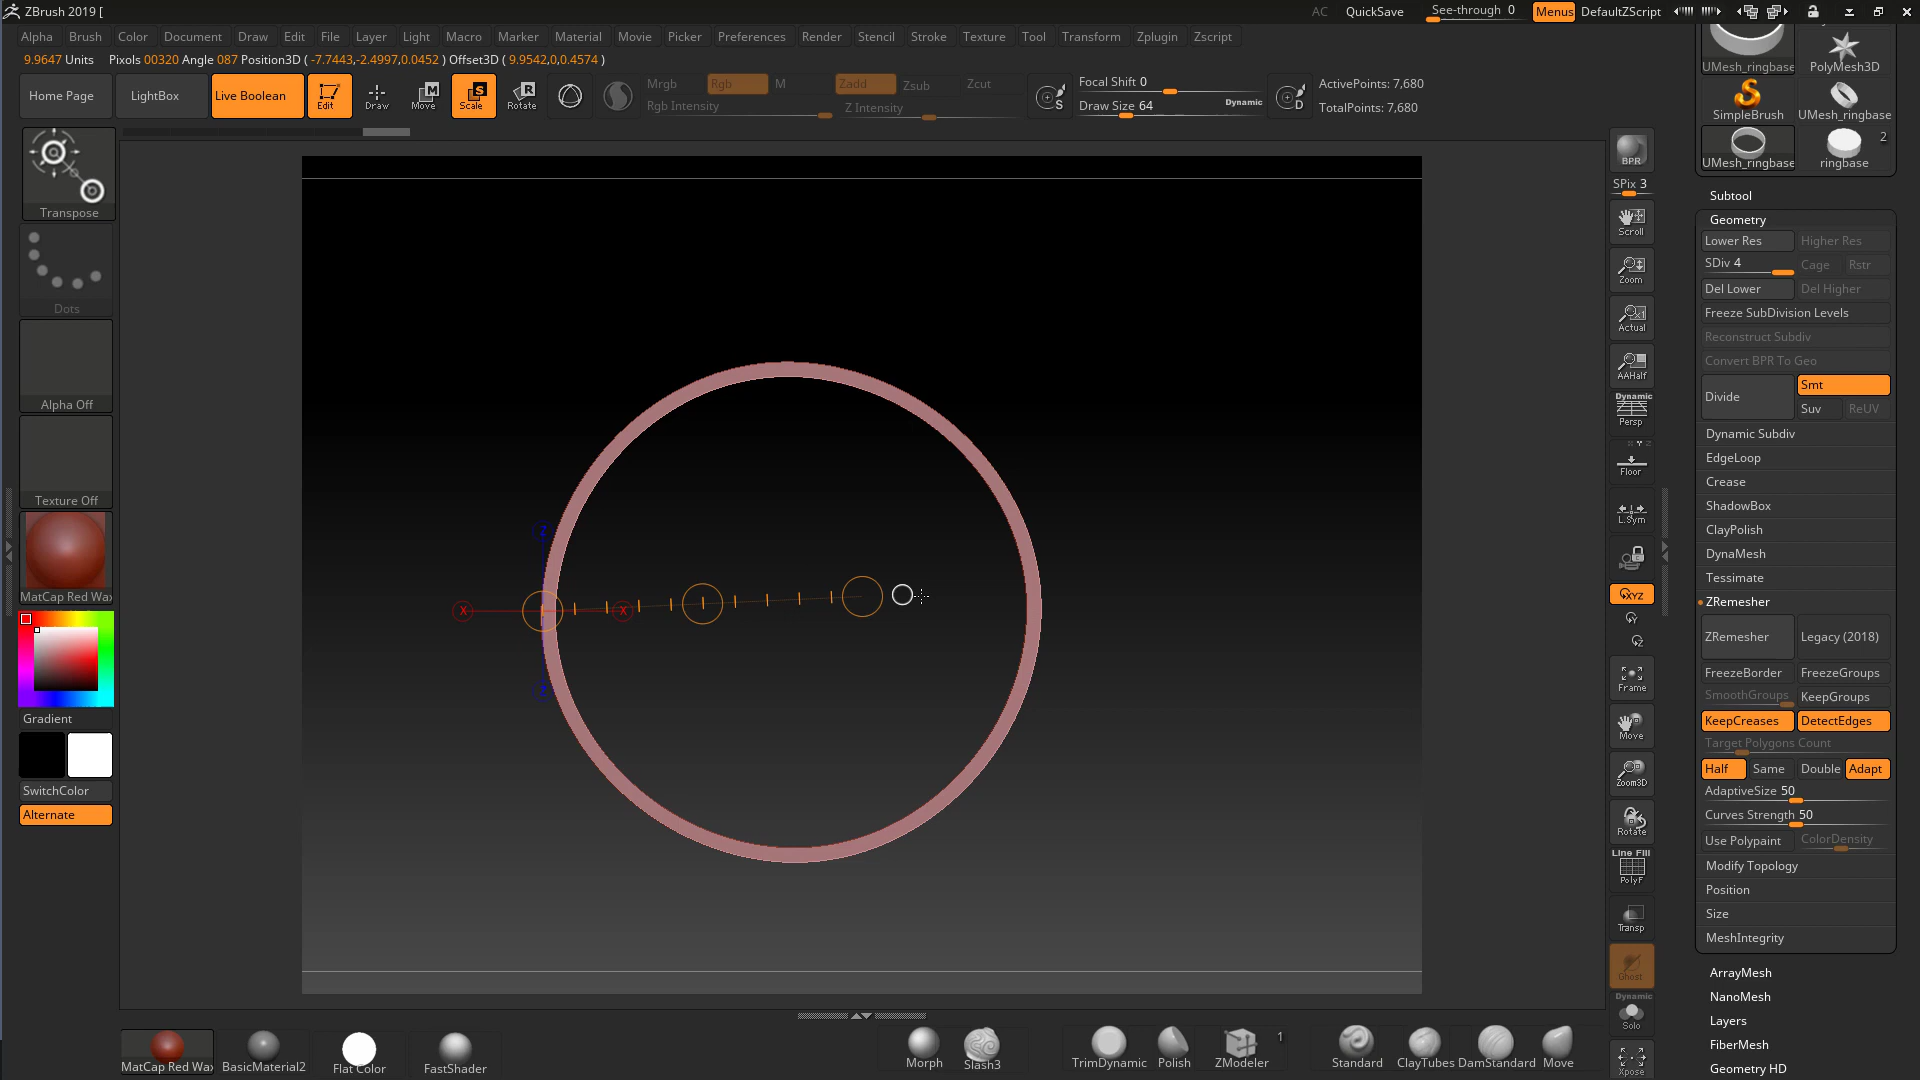 ZBrush 2019 [
AC QuickSave See-through 0 Menus DefaultZScript
Alpha Brush Color Document Draw Edit File Layer Light Macro Marker Material Movie Picker Preferences Render Stencil Stroke Texture Tool Transform Zplugin Zscript
9.9647 Units Pixols 00320 Angle 087 Position3D ( -7.7443,-2.4997,0.0452 ) Offset3D ( 9.9542,0,0.4574 )
Home Page LightBox Live Boolean Edit Draw Move Scale Rotate
Mrgb Rgb M Zadd Zsub Zcut
Rgb Intensity Z Intensity
Focal Shift 0
Draw Size 64 Dynamic
ActivePoints: 7,680
TotalPoints: 7,680
Transpose
Dots
Alpha Off
Texture Off
MatCap Red Wax
Gradient
SwitchColor
Alternate
X X
Z
BPR
SPix 3
Scroll
Zoom
Actual
AAHalf
Dynamic
Persp
Floor
L.Sym
XYZ
Y
Z
Frame
Move
Zoom3D
Rotate
Line Fill
PolyF
Transp
Ghost
Dynamic
Solo
Xpose
UMesh_ringbase PolyMesh3D
SimpleBrush UMesh_ringbase
2
UMesh_ringbase ringbase
Subtool
Geometry
Lower Res Higher Res
SDiv 4 Cage Rstr
Del Lower Del Higher
Freeze SubDivision Levels
Reconstruct Subdiv
Convert BPR To Geo
Divide Smt
Suv ReUV
Dynamic Subdiv
EdgeLoop
Crease
ShadowBox
ClayPolish
DynaMesh
Tessimate
ZRemesher
ZRemesher Legacy (2018)
FreezeBorder FreezeGroups
SmoothGroups KeepGroups
KeepCreases DetectEdges
Target Polygons Count
Half Same Double Adapt
AdaptiveSize 50
Curves Strength 50
Use Polypaint ColorDensity
Modify Topology
Position
Size
MeshIntegrity
ArrayMesh
NanoMesh
Layers
FiberMesh
Geometry HD
MatCap Red Wax BasicMaterial2 Flat Color FastShader Morph Slash3 TrimDynamic Polish ZModeler 1 Standard ClayTubes DamStandard Move